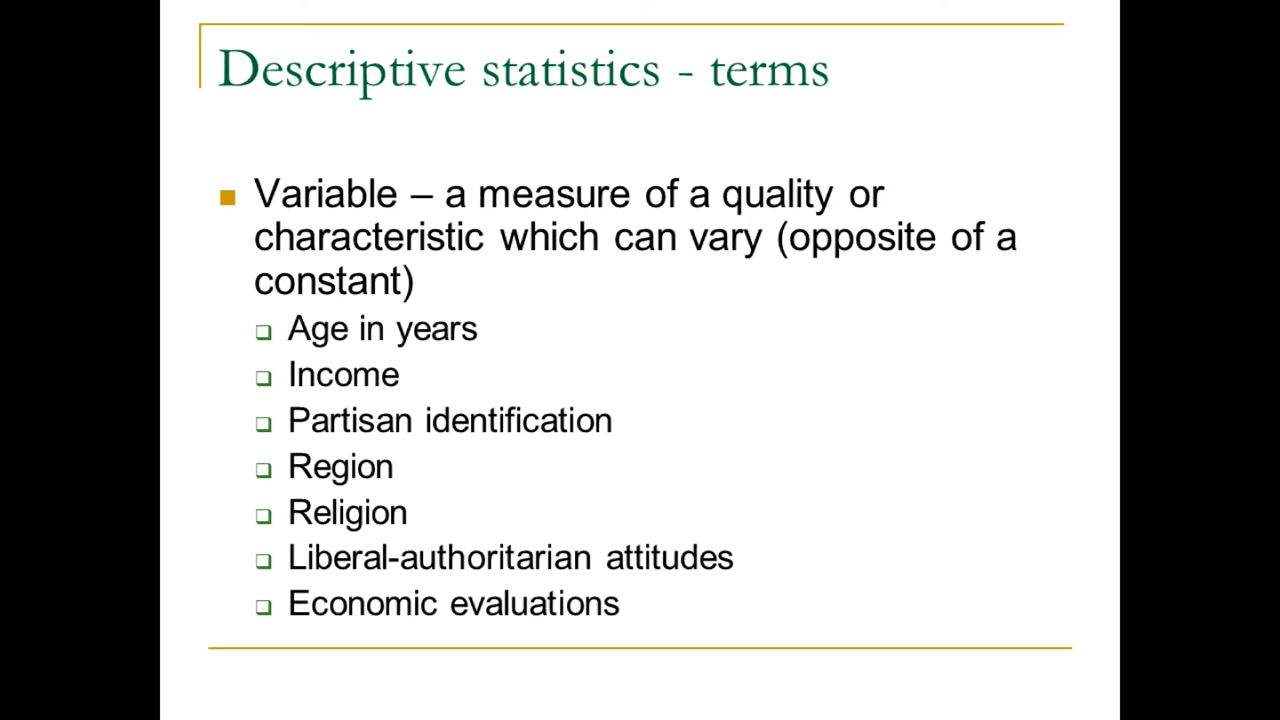 Descriptive statistics - terms
Variable – a measure of a quality or
characteristic which can vary (opposite of a
constant)
Age in years
Income
Partisan identification
Region
Religion
Liberal-authoritarian attitudes
Economic evaluations